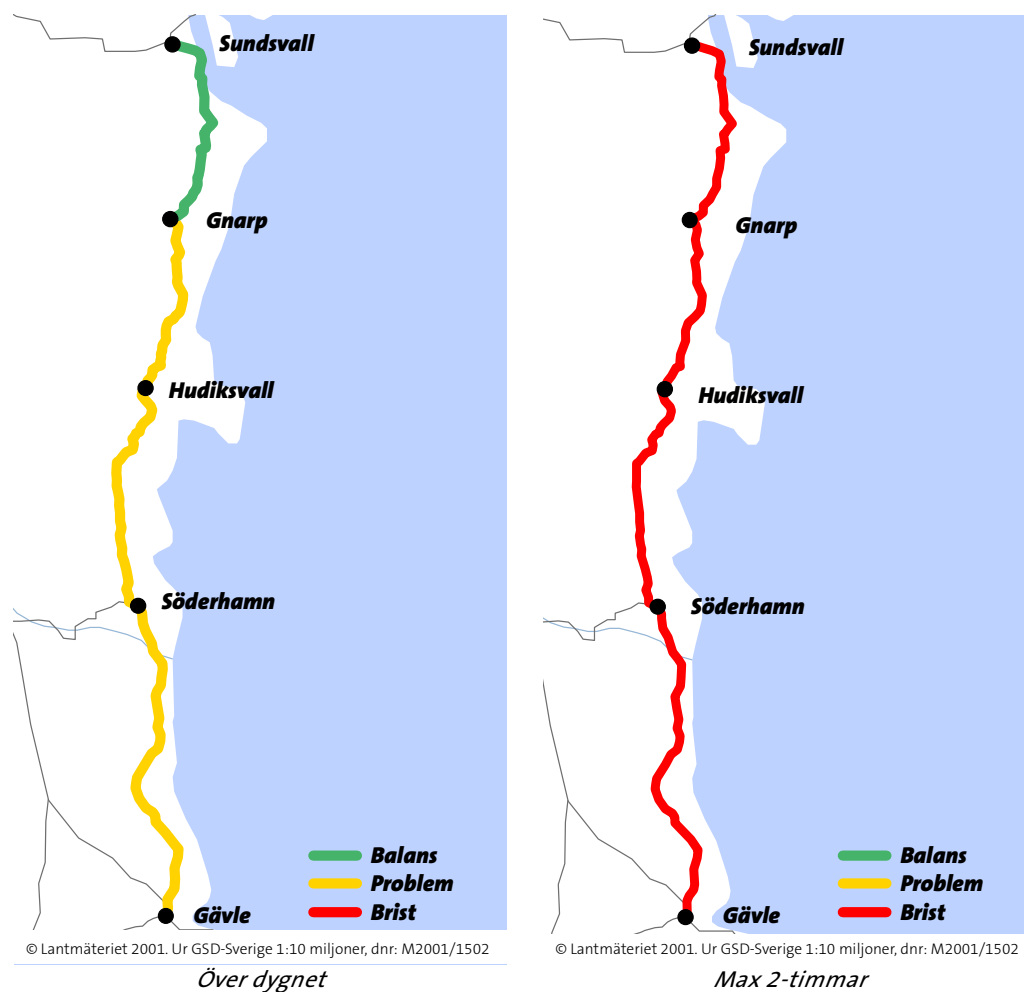 Sundsvall
Gnarp
Hudiksvall
Söderhamn
Balans
Problem
Gävle
Brist
© Lantmäteriet 2001. Ur GSD-Sverige 1:10 miljoner, dnr: M2001/1502
Över dygnet
Sundsvall
Gnarp
Hudiksvall
Söderhamn
Balans
Problem
Gävle
Brist
© Lantmäteriet 2001. Ur GSD-Sverige 1:10 miljoner, dnr: M2001/1502
Max 2-timmar